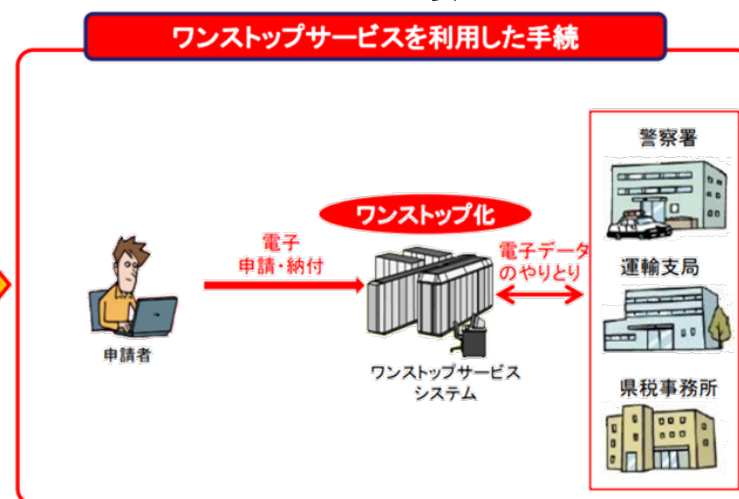 ワンストップサービスを利用した手続
警察署
ワンストップ化
電子
申請・納付
電子データ
のやりとり
運輸支局
申請者
ワンストップサービス
システム
県税事務所